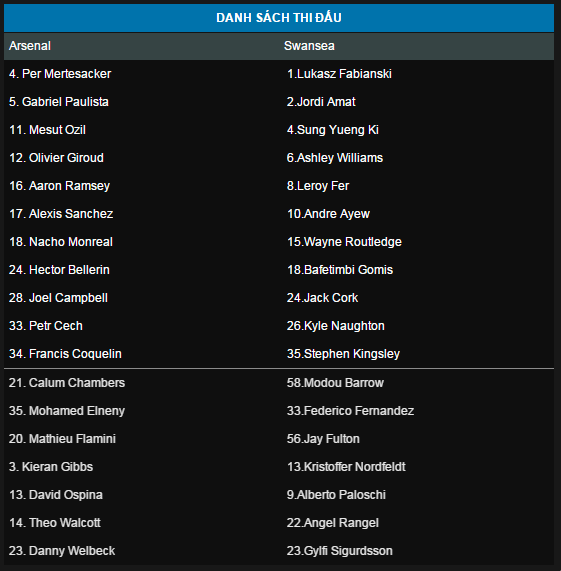 DANH SÁCH THI ĐẤU
Arsenal Swansea
4. Per Mertesacker 1.Lukasz Fabianski
5. Gabriel Paulista 2.Jordi Amat
11. Mesut Ozil 4.Sung Yueng Ki
12. Olivier Giroud 6.Ashley Williams
16. Aaron Ramsey 8.Leroy Fer
17. Alexis Sanchez 10.Andre Ayew
18. Nacho Monreal 15.Wayne Routledge
24. Hector Bellerin 18.Bafetimbi Gomis
28. Joel Campbell 24.Jack Cork
33. Petr Cech 26.Kyle Naughton
34. Francis Coquelin 35.Stephen Kingsley
21. Calum Chambers 58.Modou Barrow
35. Mohamed Elneny 33.Federico Fernandez
20. Mathieu Flamini 56.Jay Fulton
3. Kieran Gibbs 13.Kristoffer Nordfeldt
13. David Ospina 9.Alberto Paloschi
14. Theo Walcott 22.Angel Rangel
23. Danny Welbeck 23.Gylfi Sigurdsson